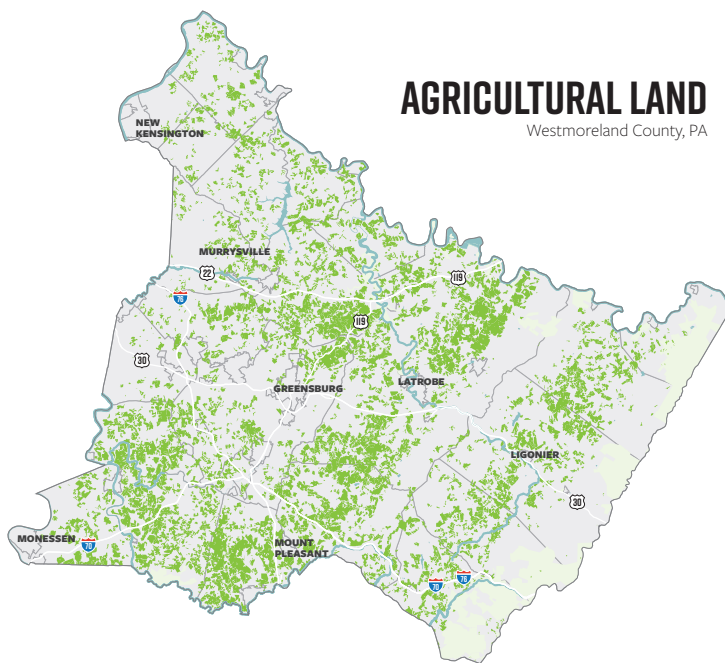 AGRICULTURAL LAND
Westmoreland County, PA
NEW
KENSINGTON
MURRYSVILLE
22
76
119
119
30
GREENSBURG
LATROBE
LIGONIER
30
MONESSEN
70
MOUNT
PLEASANT
70
76